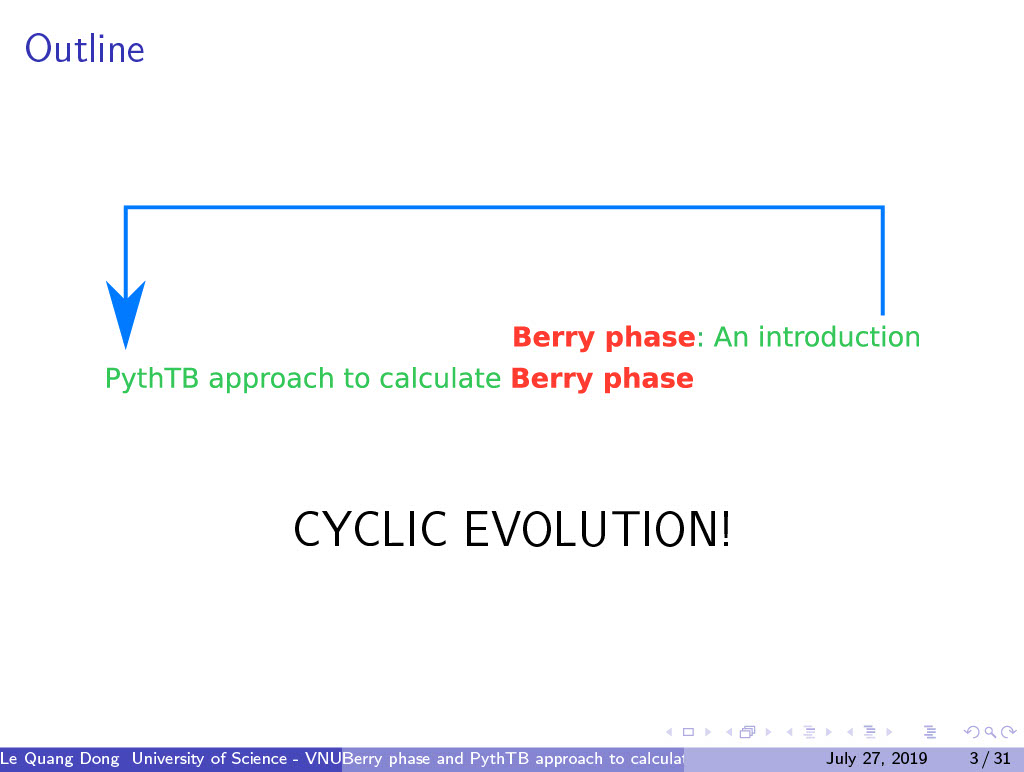 Outline
Berry phase: An introduction
PythTB approach to calculate Berry phase
CYCLIC EVOLUTION!
Le Quang Dong University of Science - VNU Berry phase and PythTB approach to July 27, 2019 3 / 31